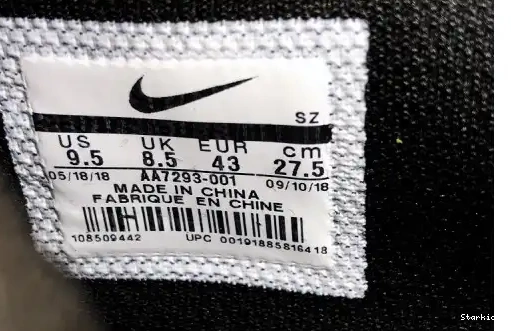 SZ
US UK EUR cm
9.5 8.5 43 27.5
05/18/18 AA7293-001 09/10/18
MADE IN CHINA
FABRIQUE EN CHINE
108509442 UPC 00191885816418